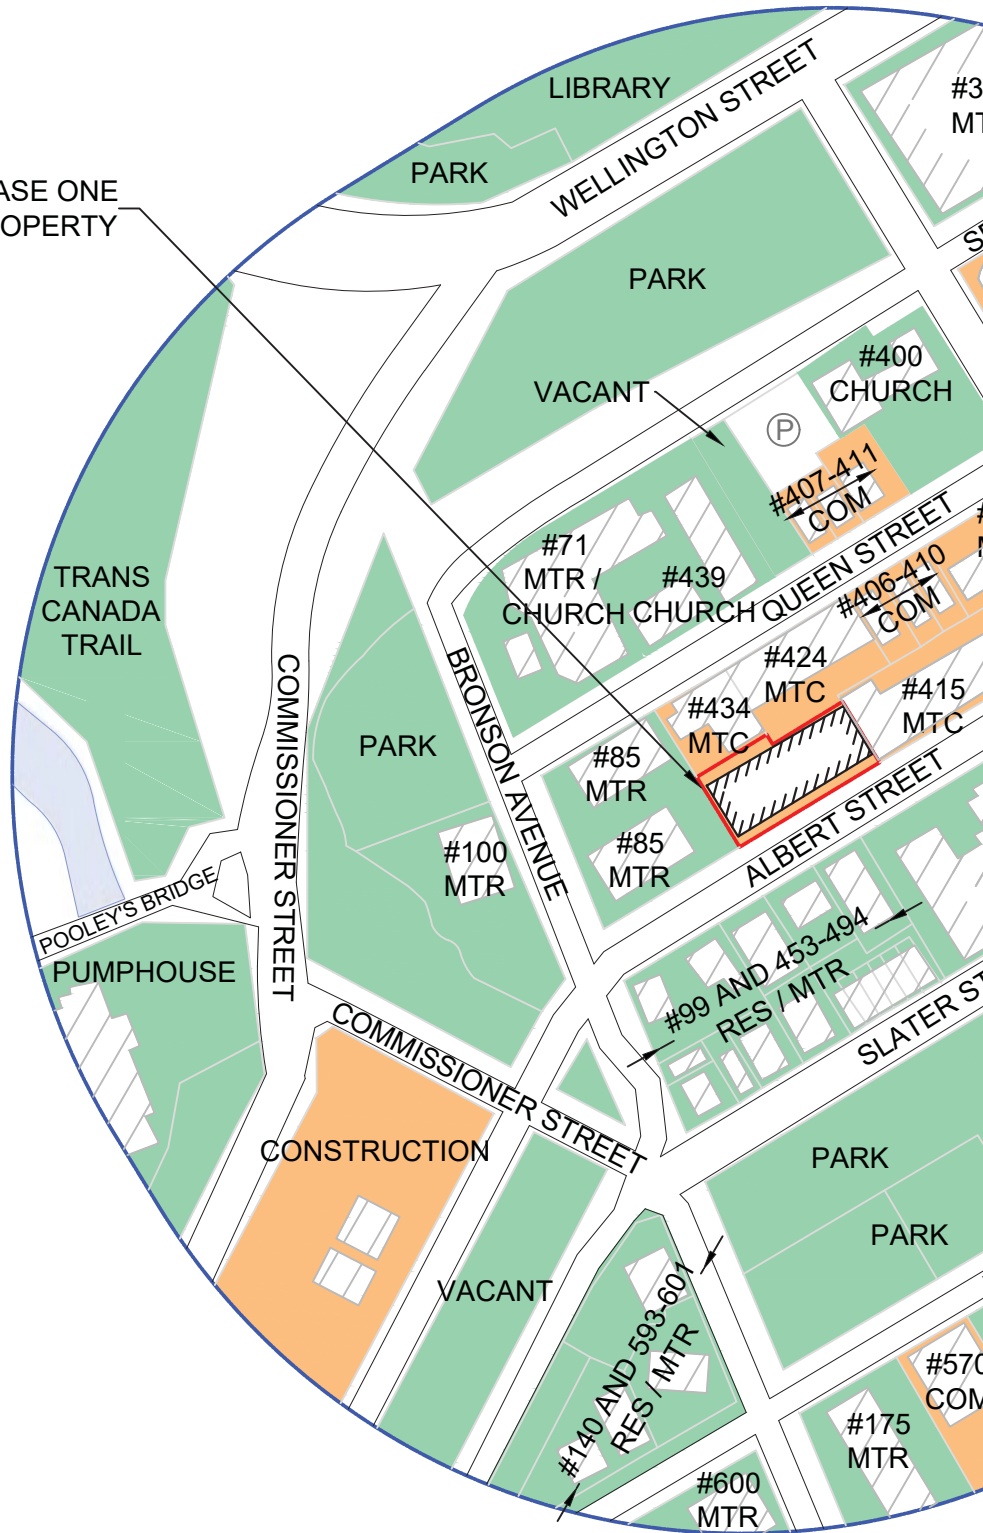 LIBRARY
WELLINGTON STREET
#3
PARK
ASE ONE
OPERTY
PARK
#400
CHURCH
VACANT
P
#407-411
COM
#71
MTR /
CHURCH
#439
CHURCH
QUEEN STREET
#406-410
COM
TRANS
CANADA
TRAIL
COMMISSIONER STREET
BRONSON AVENUE
#424
MTC
#415
MTC
#434
MTC
PARK
#85
MTR
#85
MTR
ALBERT STREET
#100
MTR
POOLEY'S BRIDGE
PUMPHOUSE
#99 AND 453-494
RES / MTR
SLATER ST
COMMISSIONER STREET
CONSTRUCTION
PARK
PARK
VACANT
#140 AND 593-601
RES / MTR
#570
COM
#175
MTR
#600
MTR